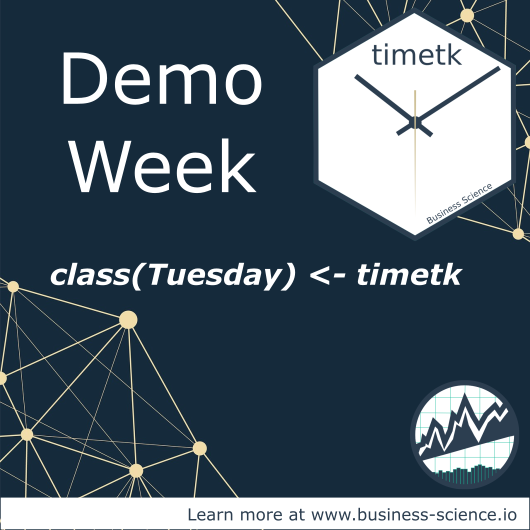 Demo
Week
timetk
Business Science
class(Tuesday) <- timetk
Learn more at www.business-science.io